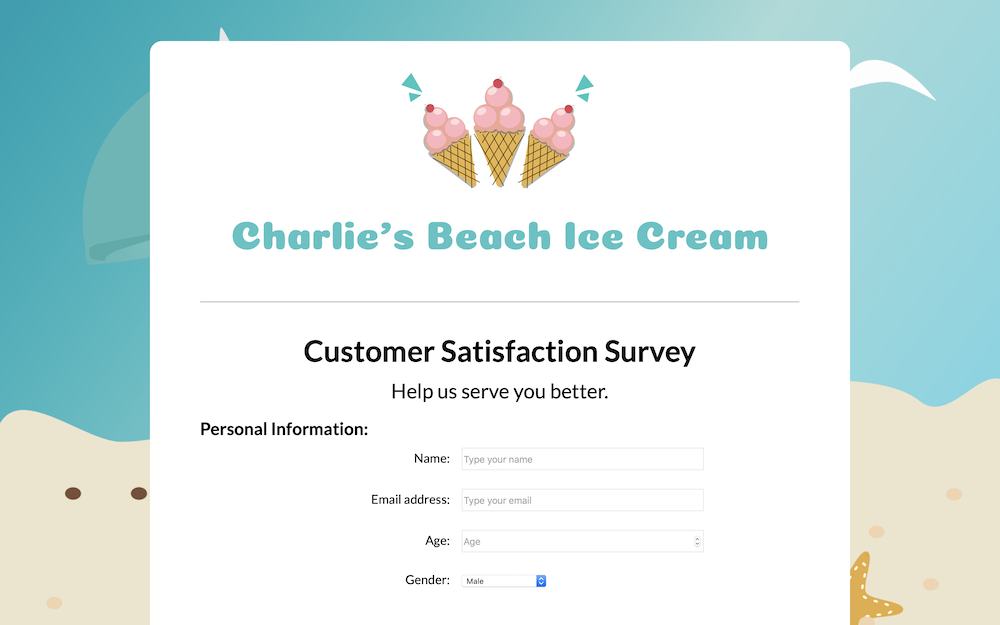 Charlie's Beach Ice Cream
Customer Satisfaction Survey
Help us serve you better.
Personal Information:
Name: Type your name
Email address: Type your email
Age: Age
Gender: Male